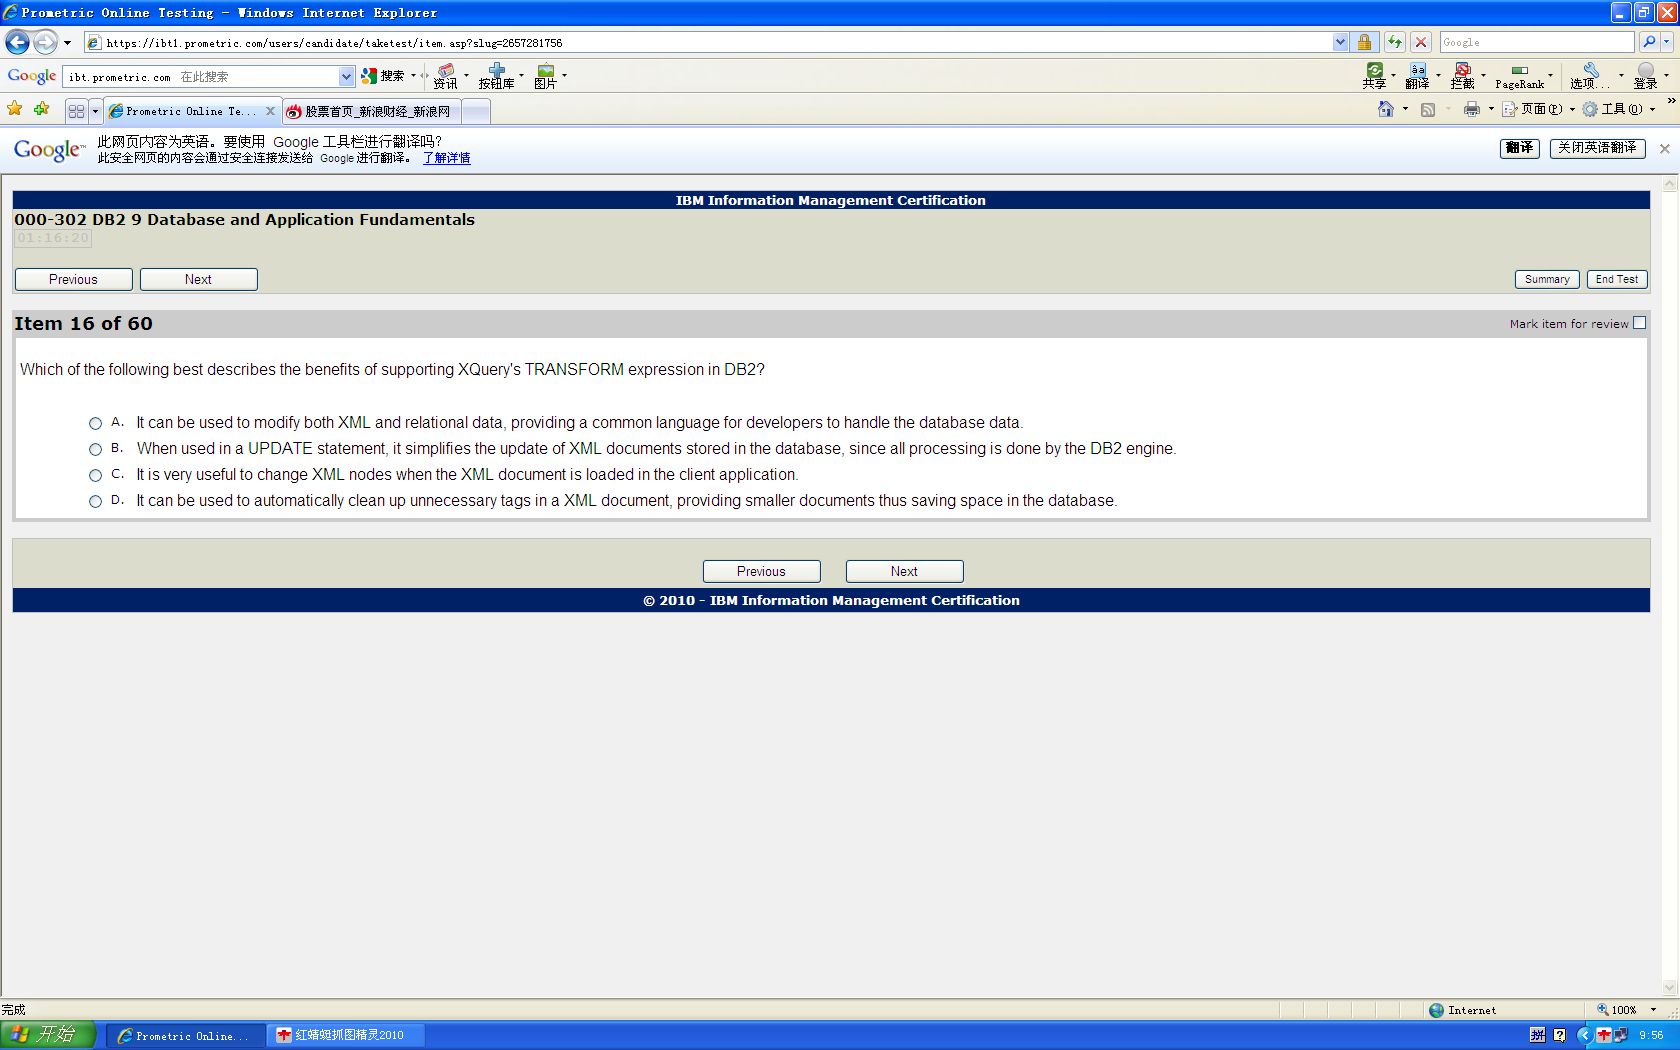 Prometric Online Testing - Windows Internet Explorer
https://ibt1.prometric.com/users/candidate/taketest/item.asp?slug=2657281756
Google
Google ibt.prometric.com 在此搜索 搜索 资讯 按钮库 图片 共享 翻译 拦截 PageRank 选项... 登录
Prometric Online Te... 股票首页_新浪财经_新浪网 页面(P) 工具(O) »
Google™ 此网页内容为英语。要使用 Google 工具栏进行翻译吗? 翻译 关闭英语翻译
此安全网页的内容会通过安全连接发送给 Google 进行翻译。 了解详情
IBM Information Management Certification
000-302 DB2 9 Database and Application Fundamentals
01:16:20
Previous Next Summary End Test
Item 16 of 60 Mark item for review
Which of the following best describes the benefits of supporting XQuery's TRANSFORM expression in DB2?
A. It can be used to modify both XML and relational data, providing a common language for developers to handle the database data.
B. When used in a UPDATE statement, it simplifies the update of XML documents stored in the database, since all processing is done by the DB2 engine.
C. It is very useful to change XML nodes when the XML document is loaded in the client application.
D. It can be used to automatically clean up unnecessary tags in a XML document, providing smaller documents thus saving space in the database.
Previous Next
© 2010 - IBM Information Management Certification
完成 Internet 100%
开始 Prometric Online... 红蜻蜓抓图精灵2010 拼 9:56